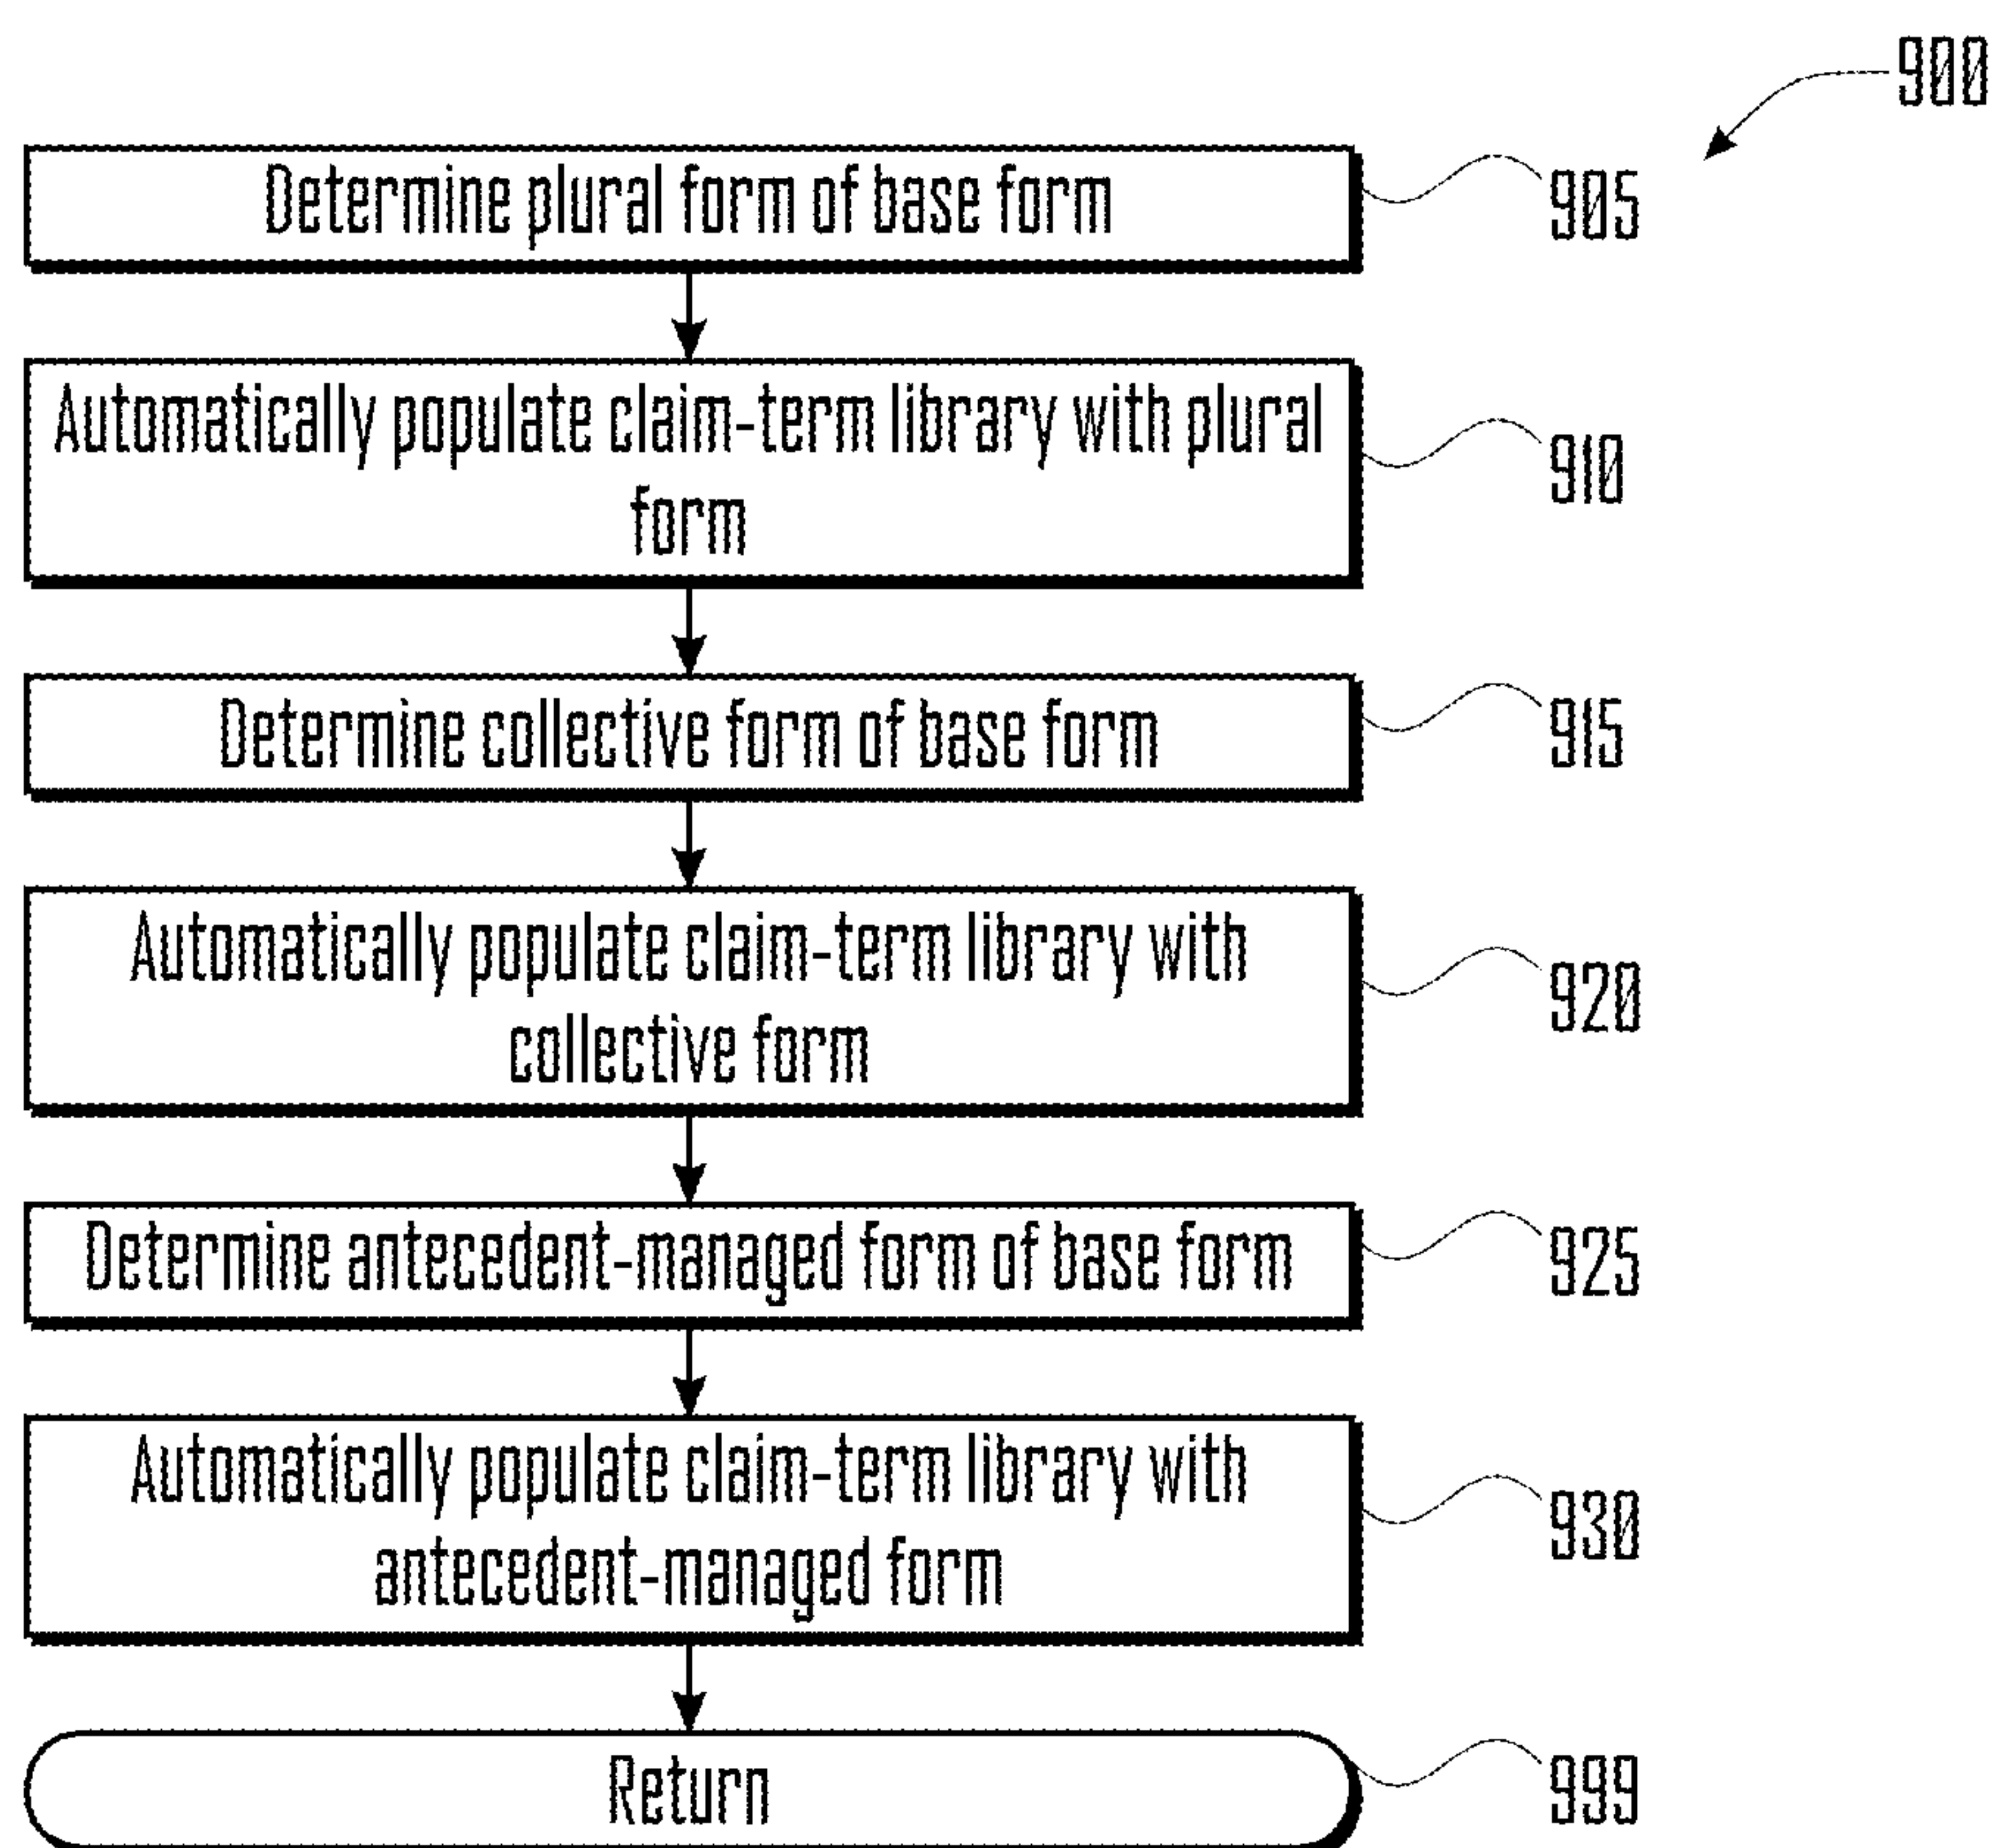 900
Determine plural form of base form
905
Automatically populate claim-term library with plural
form
910
Determine collective form of base form
915
Automatically populate claim-term library with
collective form
920
Determine antecedent-managed form of base form
925
Automatically populate claim-term library with
antecedent-managed form
930
Return
999